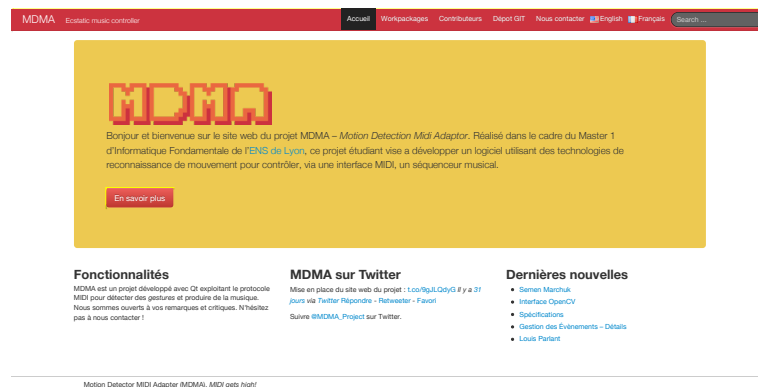 MDMA Ecstatic music controller Accueil Workpackages Contributeurs Dépot GIT Nous contacter English Français Search ...
MDMA
Bonjour et bienvenue sur le site web du projet MDMA – Motion Detection Midi Adaptor. Réalisé dans le cadre du Master 1
d'Informatique Fondamentale de l'ENS de Lyon, ce projet étudiant vise a développer un logiciel utilisant des technologies de
reconnaissance de mouvement pour contrôler, via une interface MIDI, un séquenceur musical.
En savoir plus
Fonctionnalités
MDMA est un projet développé avec Qt exploitant le protocole
MIDI pour détecter des gestures et produire de la musique.
Nous sommes ouverts à vos remarques et critiques. N'hésitez
pas à nous contacter !
MDMA sur Twitter
Mise en place du site web du projet : t.co/9gJLQdyG Il y a 31
jours via Twitter Répondre - Retweeter - Favori
Suivre @MDMA_Project sur Twitter.
Dernières nouvelles
Semen Marchuk
Interface OpenCV
Spécifications
Gestion des Évènements – Détails
Louis Parlant
Motion Detector MIDI Adapter (MDMA). MIDI gets high!